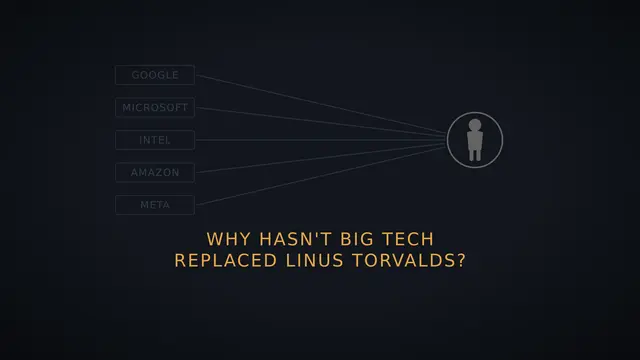 GOOGLE
MICROSOFT
INTEL
AMAZON
META
WHY HASN'T BIG TECH
REPLACED LINUS TORVALDS?